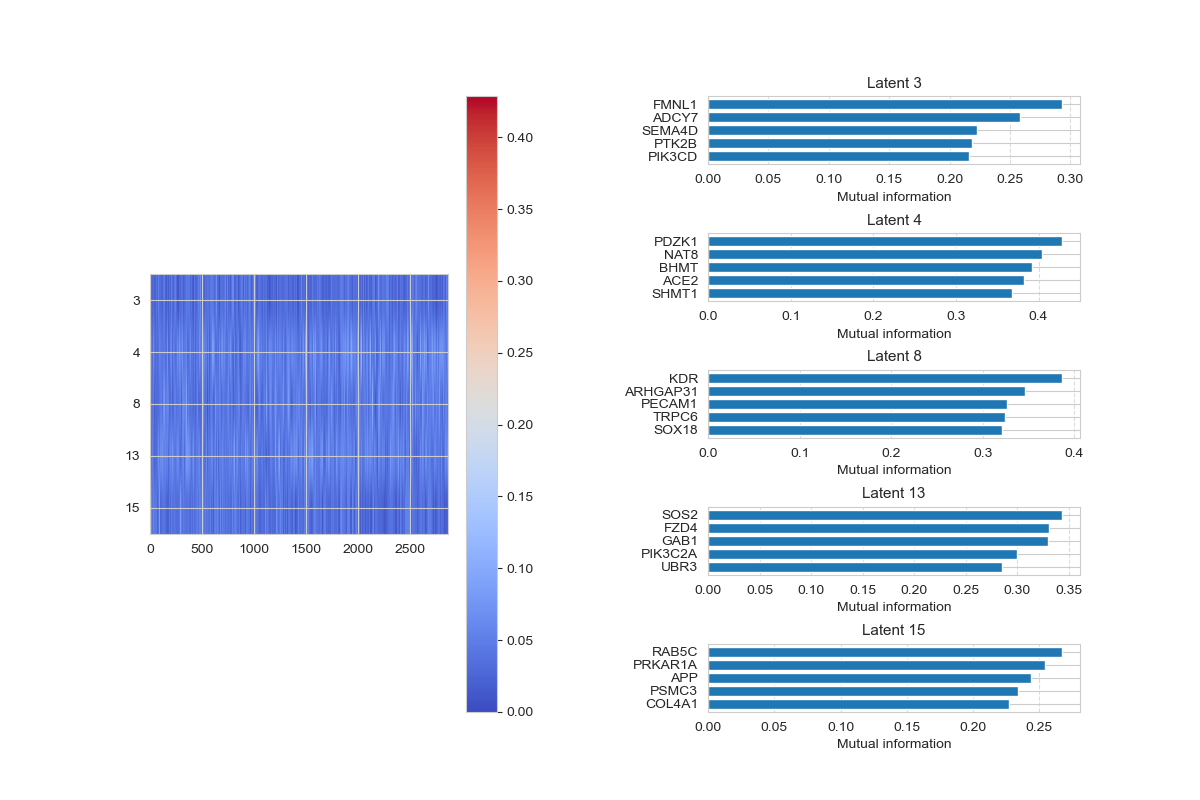 0.40
0.35
0.30
0.25
0.20
0.15
0.10
0.05
0.00
3
4
8
13
15
0 500 1000 1500 2000 2500
Latent 3
FMNL1
ADCY7
SEMA4D
PTK2B
PIK3CD
0.00 0.05 0.10 0.15 0.20 0.25 0.30
Mutual information
Latent 4
PDZK1
NAT8
BHMT
ACE2
SHMT1
0.0 0.1 0.2 0.3 0.4
Mutual information
Latent 8
KDR
ARHGAP31
PECAM1
TRPC6
SOX18
0.0 0.1 0.2 0.3 0.4
Mutual information
Latent 13
SOS2
FZD4
GAB1
PIK3C2A
UBR3
0.00 0.05 0.10 0.15 0.20 0.25 0.30 0.35
Mutual information
Latent 15
RAB5C
PRKAR1A
APP
PSMC3
COL4A1
0.00 0.05 0.10 0.15 0.20 0.25
Mutual information